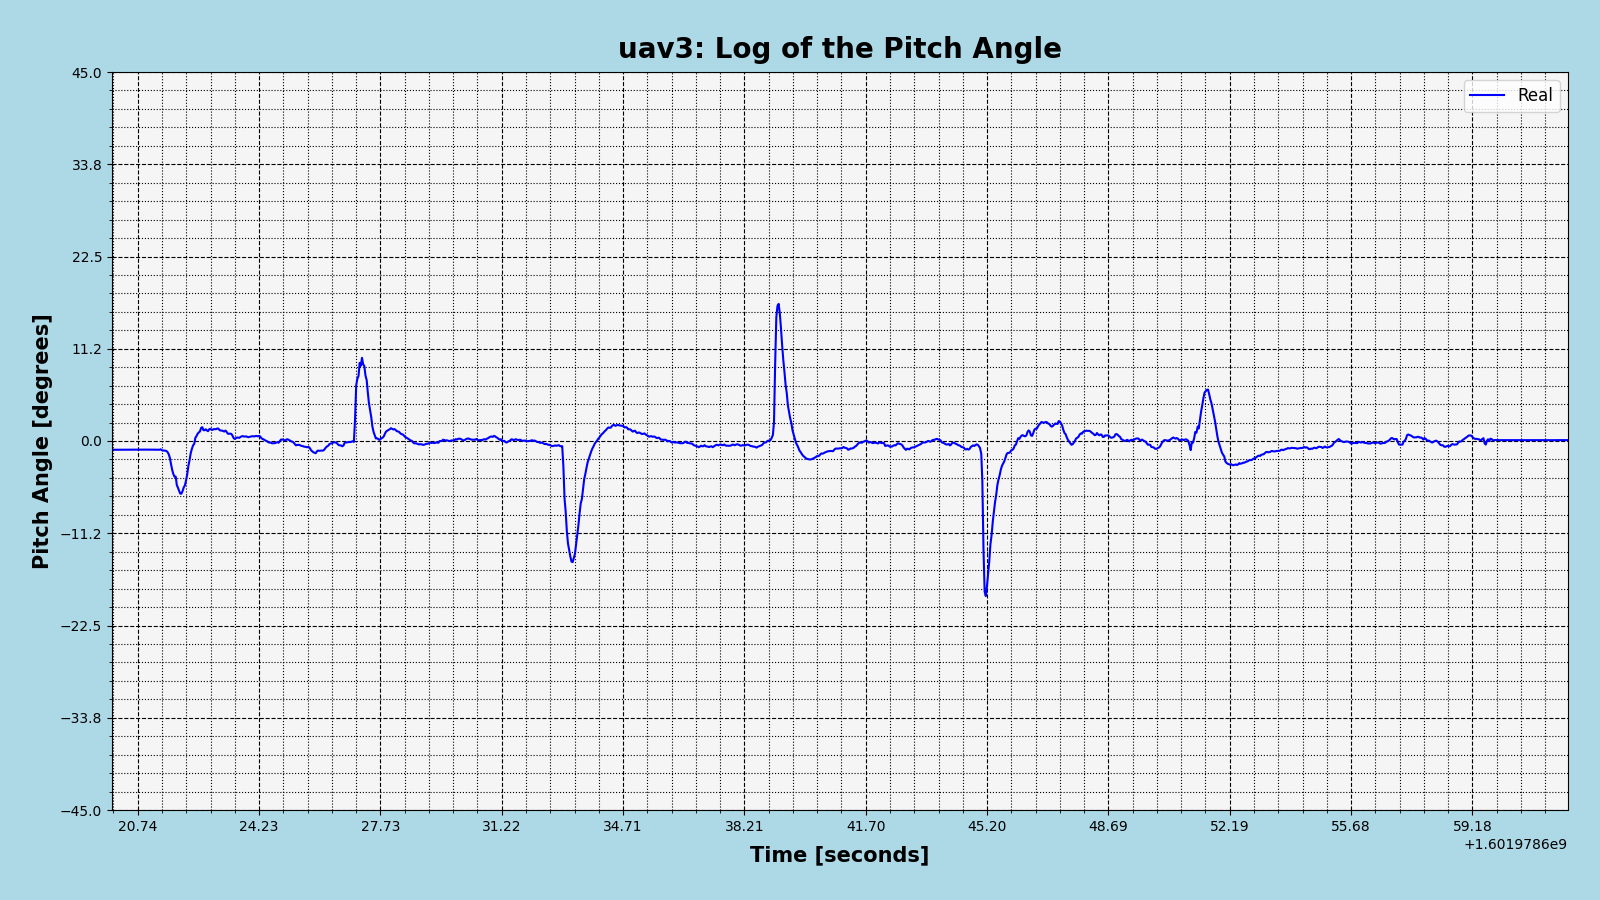 uav3: Log of the Pitch Angle
45.0
33.8
22.5
11.2
0.0
−11.2
−22.5
−33.8
−45.0
Pitch Angle [degrees]
Real
20.74 24.23 27.73 31.22 34.71 38.21 41.70 45.20 48.69 52.19 55.68 59.18
+1.6019786e9
Time [seconds]